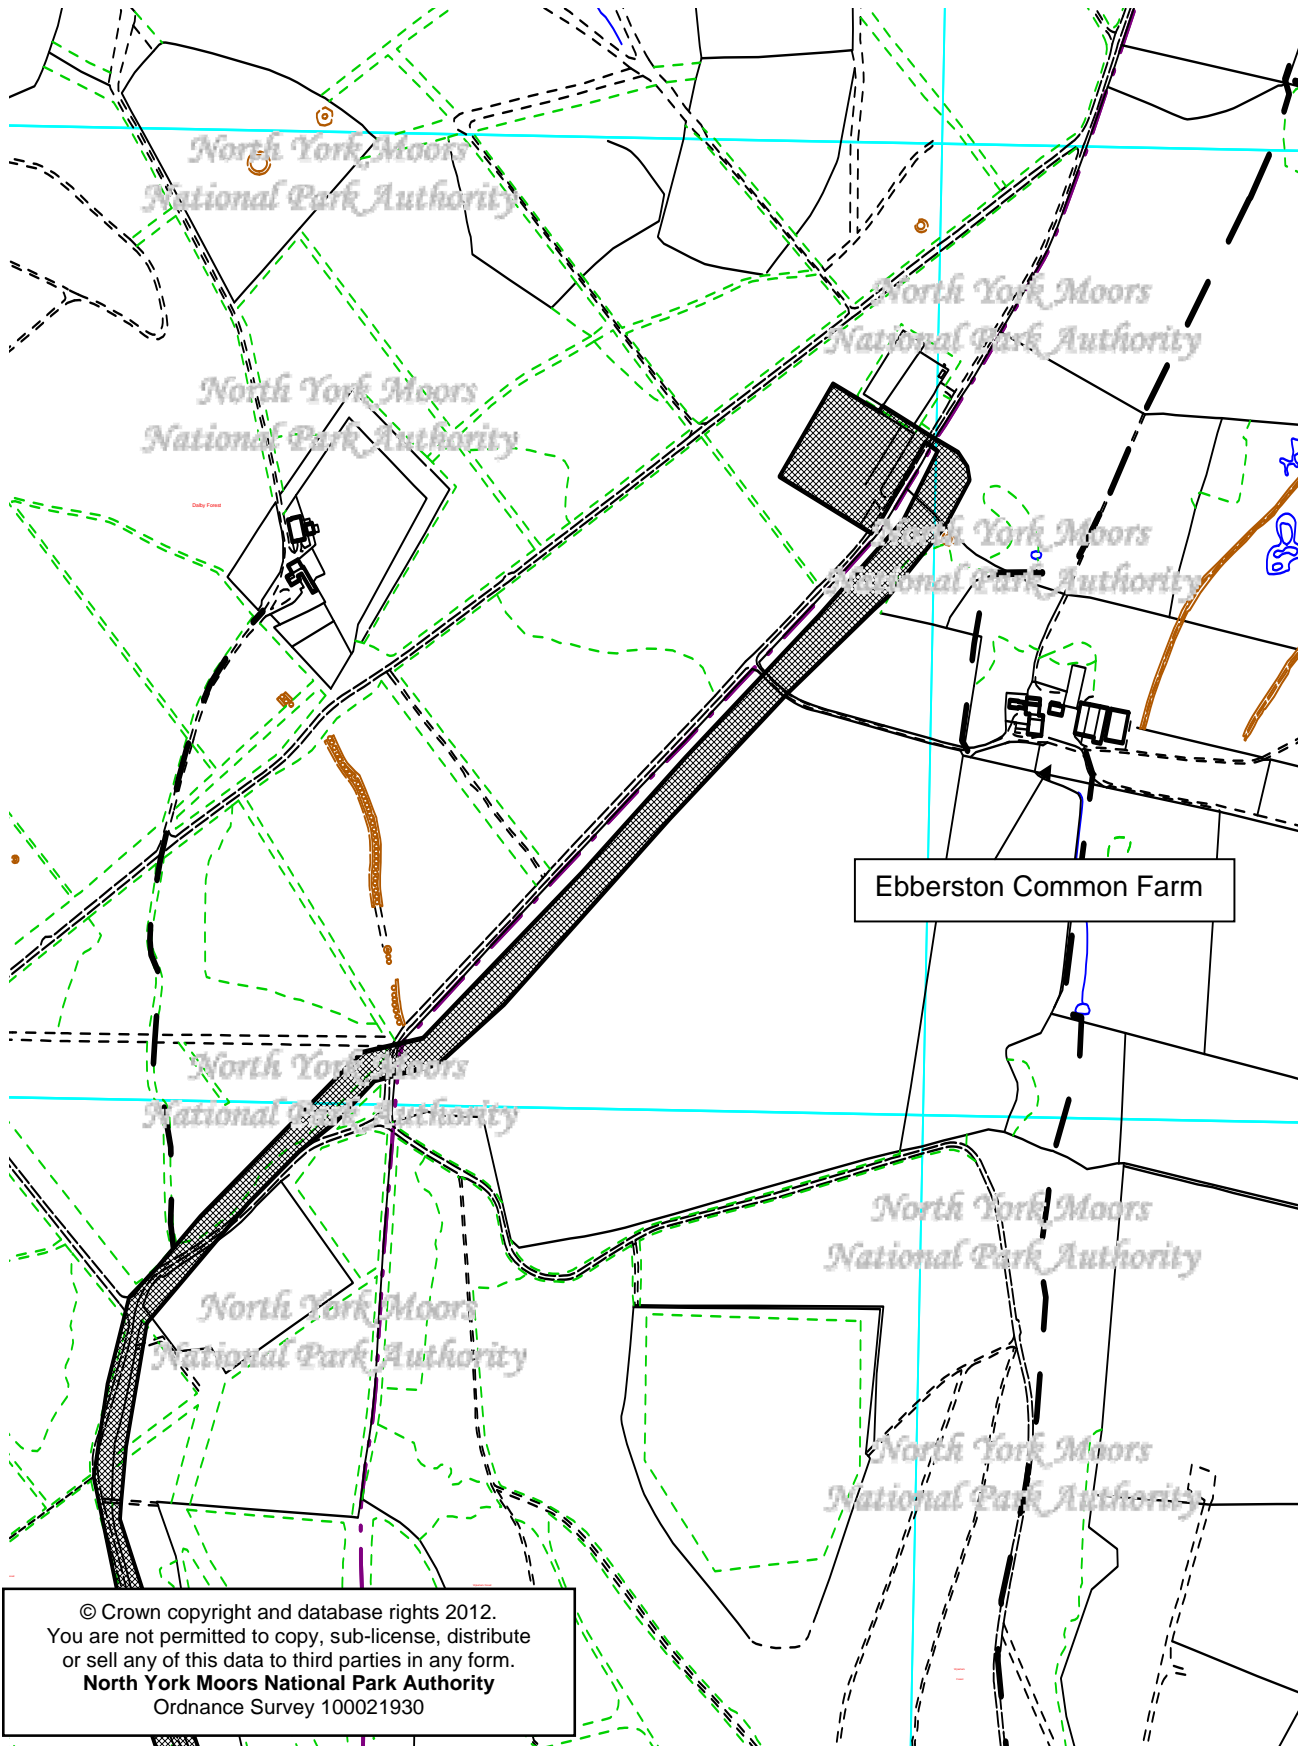 North York Moors
National Park Authority
North York Moors
National Park Authority
North York Moors
National Park Authority
Dalby Forest
North York Moors
National Park Authority
Ebberston Common Farm
North York Moors
National Park Authority
North York Moors
National Park Authority
North York Moors
National Park Authority
North York Moors
National Park Authority
© Crown copyright and database rights 2012.
You are not permitted to copy, sub-license, distribute
or sell any of this data to third parties in any form.
North York Moors National Park Authority
Ordnance Survey 100021930